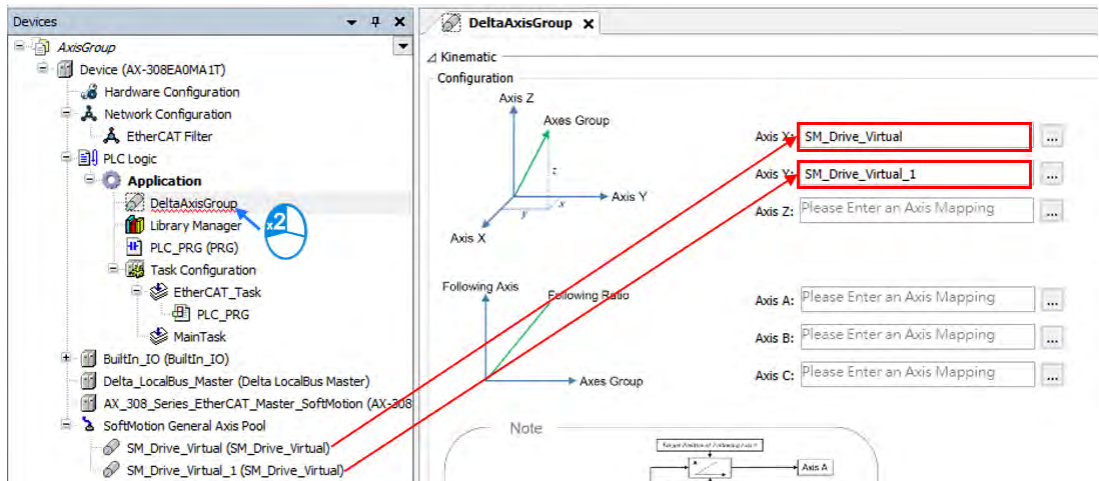 Devices
AxisGroup
Device (AX-308EA0MA1T)
Hardware Configuration
Network Configuration
EtherCAT Filter
PLC Logic
Application
DeltaAxisGroup
x2
Library Manager
PLC_PRG (PRG)
Task Configuration
EtherCAT_Task
PLC_PRG
MainTask
BuiltIn_IO (BuiltIn_IO)
Delta_LocalBus_Master (Delta LocalBus Master)
AX_308_Series_EtherCAT_Master_SoftMotion (AX-308
SoftMotion General Axis Pool
SM_Drive_Virtual (SM_Drive_Virtual)
SM_Drive_Virtual_1 (SM_Drive_Virtual)
DeltaAxisGroup
Kinematic
Configuration
Axis Z
Axes Group
z
Axis Y
x
y
Axis X
Axis X: SM_Drive_Virtual ...
Axis Y: SM_Drive_Virtual_1 ...
Axis Z: Please Enter an Axis Mapping ...
Following Axis
Following Ratio
Axes Group
Axis A: Please Enter an Axis Mapping ...
Axis B: Please Enter an Axis Mapping ...
Axis C: Please Enter an Axis Mapping ...
Note
Axis A